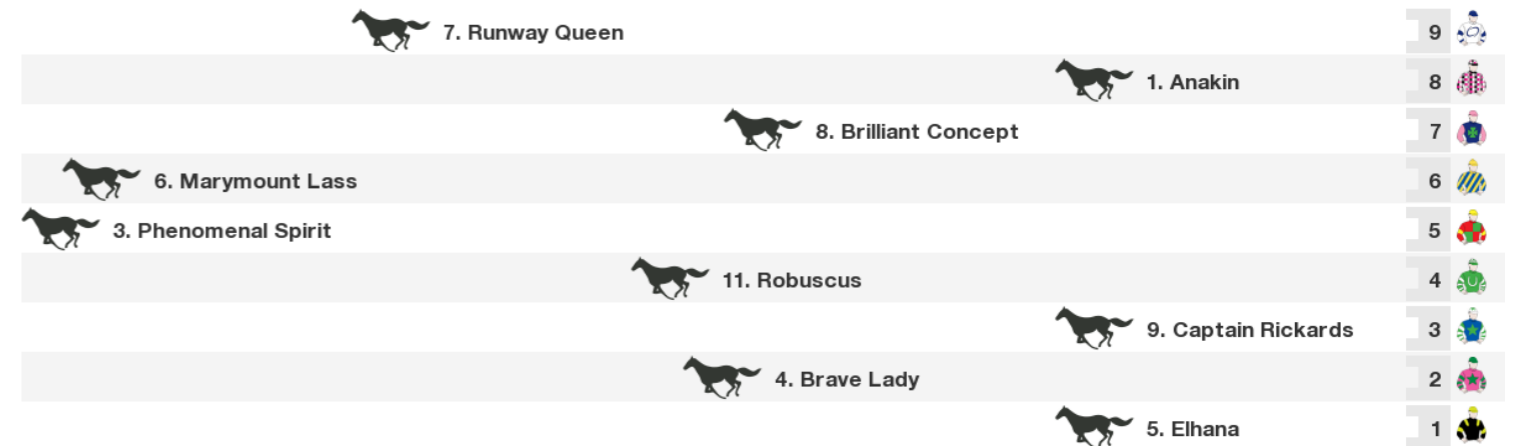 7. Runway Queen 9
1. Anakin 8
8. Brilliant Concept 7
6. Marymount Lass 6
3. Phenomenal Spirit 5
11. Robuscus 4
9. Captain Rickards 3
4. Brave Lady 2
5. Elhana 1